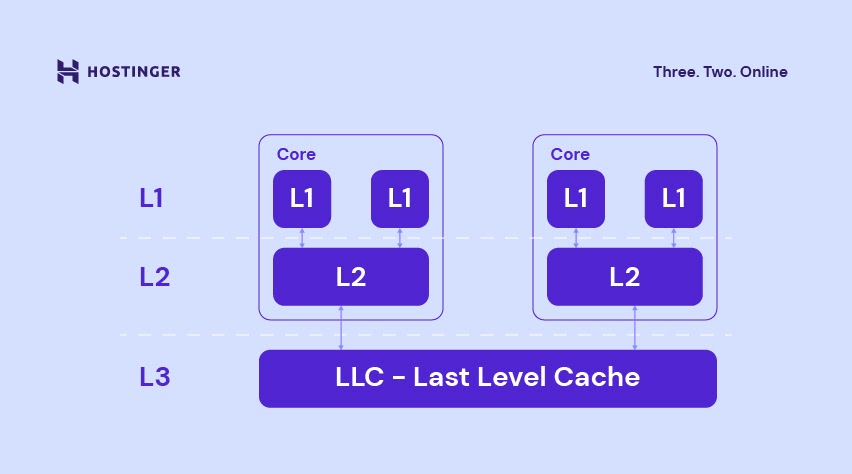 HOSTINGER
Three. Two. Online
Core
Core
L1
L1
L1
L1
L1
L2
L2
L2
L3
LLC - Last Level Cache